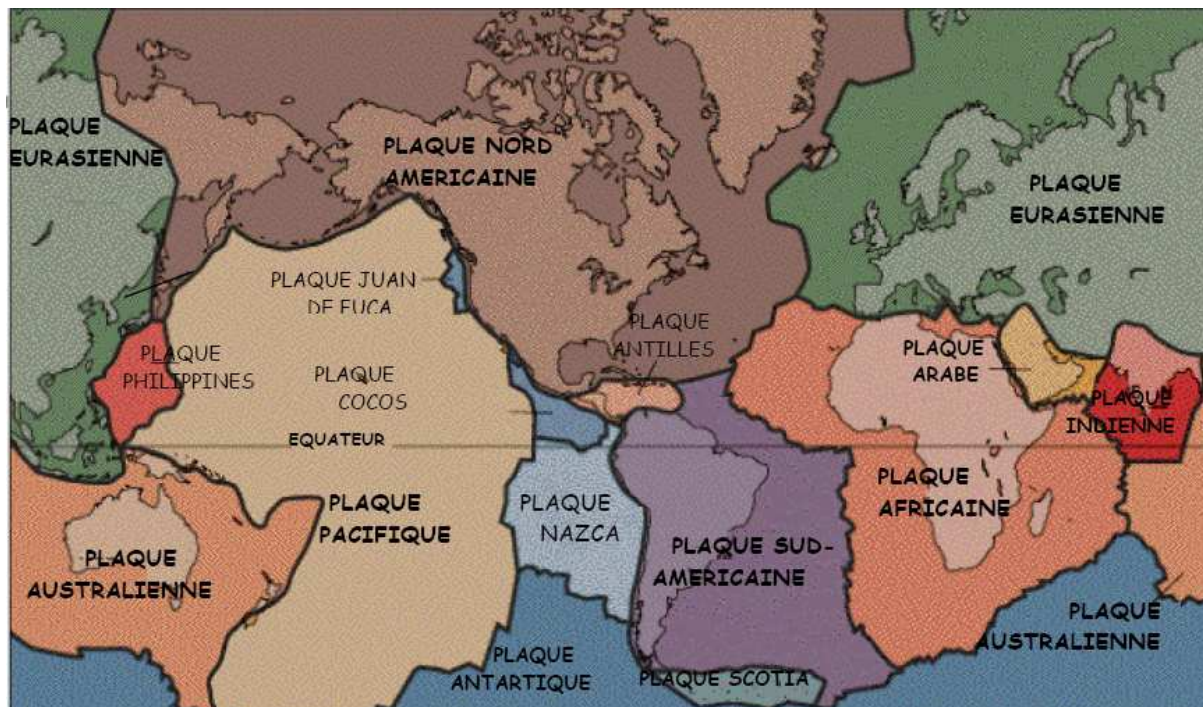 PLAQUE
EURASIENNE
PLAQUE NORD
AMERICAINE
PLAQUE
EURASIENNE
PLAQUE JUAN
DE FUCA
PLAQUE
ANTILLES
PLAQUE
PHILIPPINES
PLAQUE
COCOS
PLAQUE
ARABE
PLAQUE
INDIENNE
EQUATEUR
PLAQUE
PACIFIQUE
PLAQUE
NAZCA
PLAQUE
AFRICAINE
PLAQUE
AUSTRALIENNE
PLAQUE SUD-
AMERICAINE
PLAQUE
AUSTRALIENNE
PLAQUE
ANTARTIQUE
PLAQUE SCOTIA